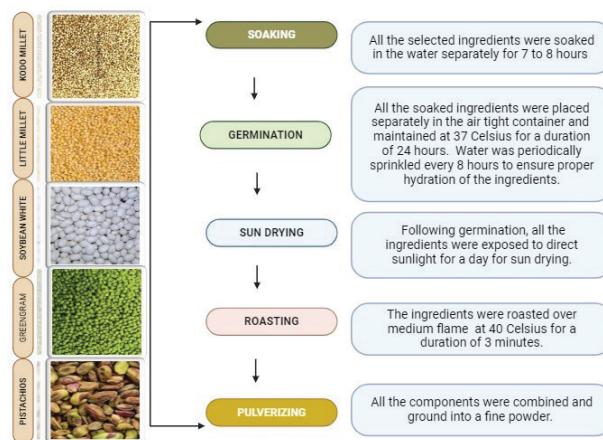 KODO MILLET
LITTLE MILLET
SOYBEAN WHITE
GREENGRAM
PISTACHIOS
SOAKING
All the selected ingredients were soaked
in the water separately for 7 to 8 hours
GERMINATION
All the soaked ingredients were placed
separately in the air tight container and
maintained at 37 Celsius for a duration
of 24 hours. Water was periodically
sprinkled every 8 hours to ensure proper
hydration of the ingredients.
SUN DRYING
Following germination, all the
ingredients were exposed to direct
sunlight for a day for sun drying.
ROASTING
The ingredients were roasted over
medium flame at 40 Celsius for a
duration of 3 minutes.
PULVERIZING
All the components were combined and
ground into a fine powder.